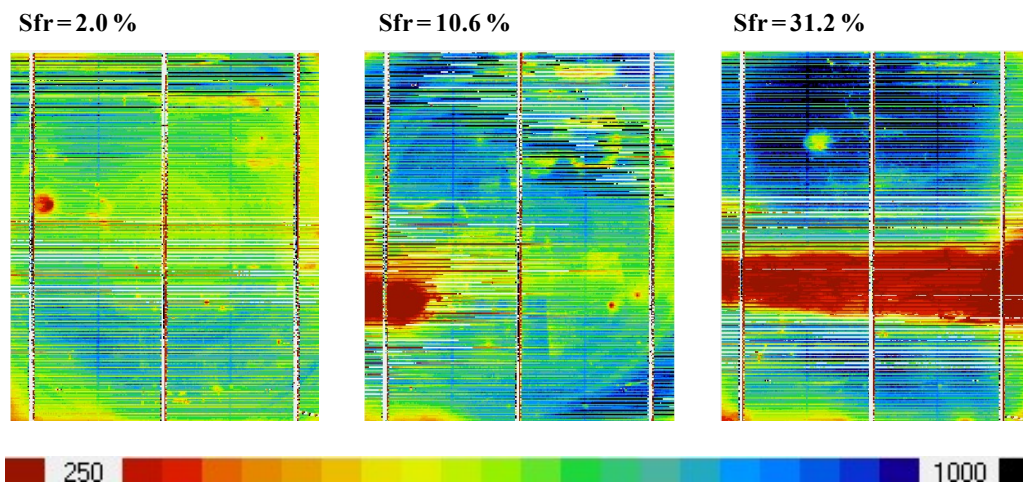 Sfr = 2.0 %
Sfr = 10.6 %
Sfr = 31.2 %
250
1000